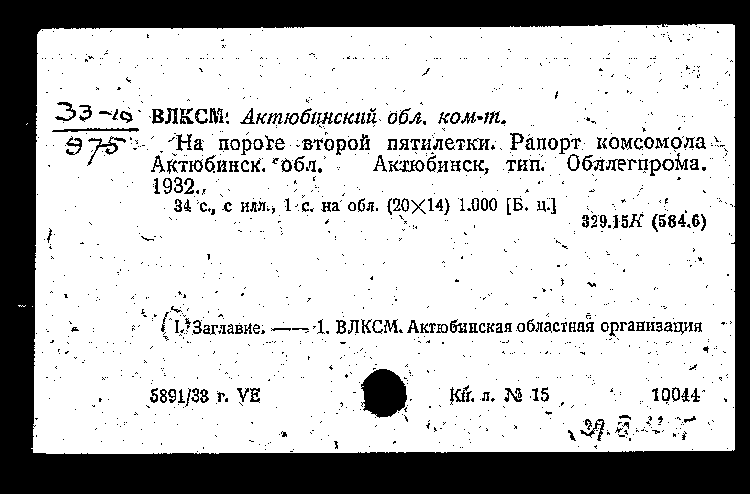 33-10 ВЛКСМ. Актюбинский обл. ком-т.
975 На пороге второй пятилетки. Рапорт комсомола
Актюбинск. обл. Актюбинск, тип. Облегпрома.
1932.
34 с., с илл., 1 с. на обл. (20×14) 1.000 [Б. ц.]
329.15К (584.6)
I. Заглавие. —— 1. ВЛКСМ. Актюбинская областная организация
5891/33 г. VE Кн. л. № 15 10044